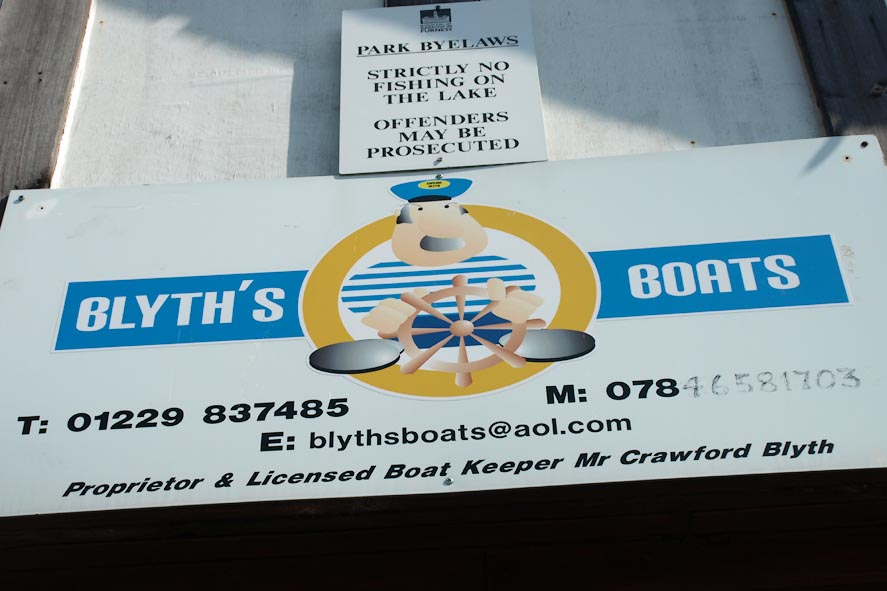 FURNESS
PARK BYELAWS
STRICTLY NO
FISHING ON
THE LAKE
OFFENDERS
MAY BE
PROSECUTED
BLYTH'S BOATS
T: 01229 837485
M: 07846581703
E: blythsboats@aol.com
Proprietor & Licensed Boat Keeper Mr Crawford Blyth